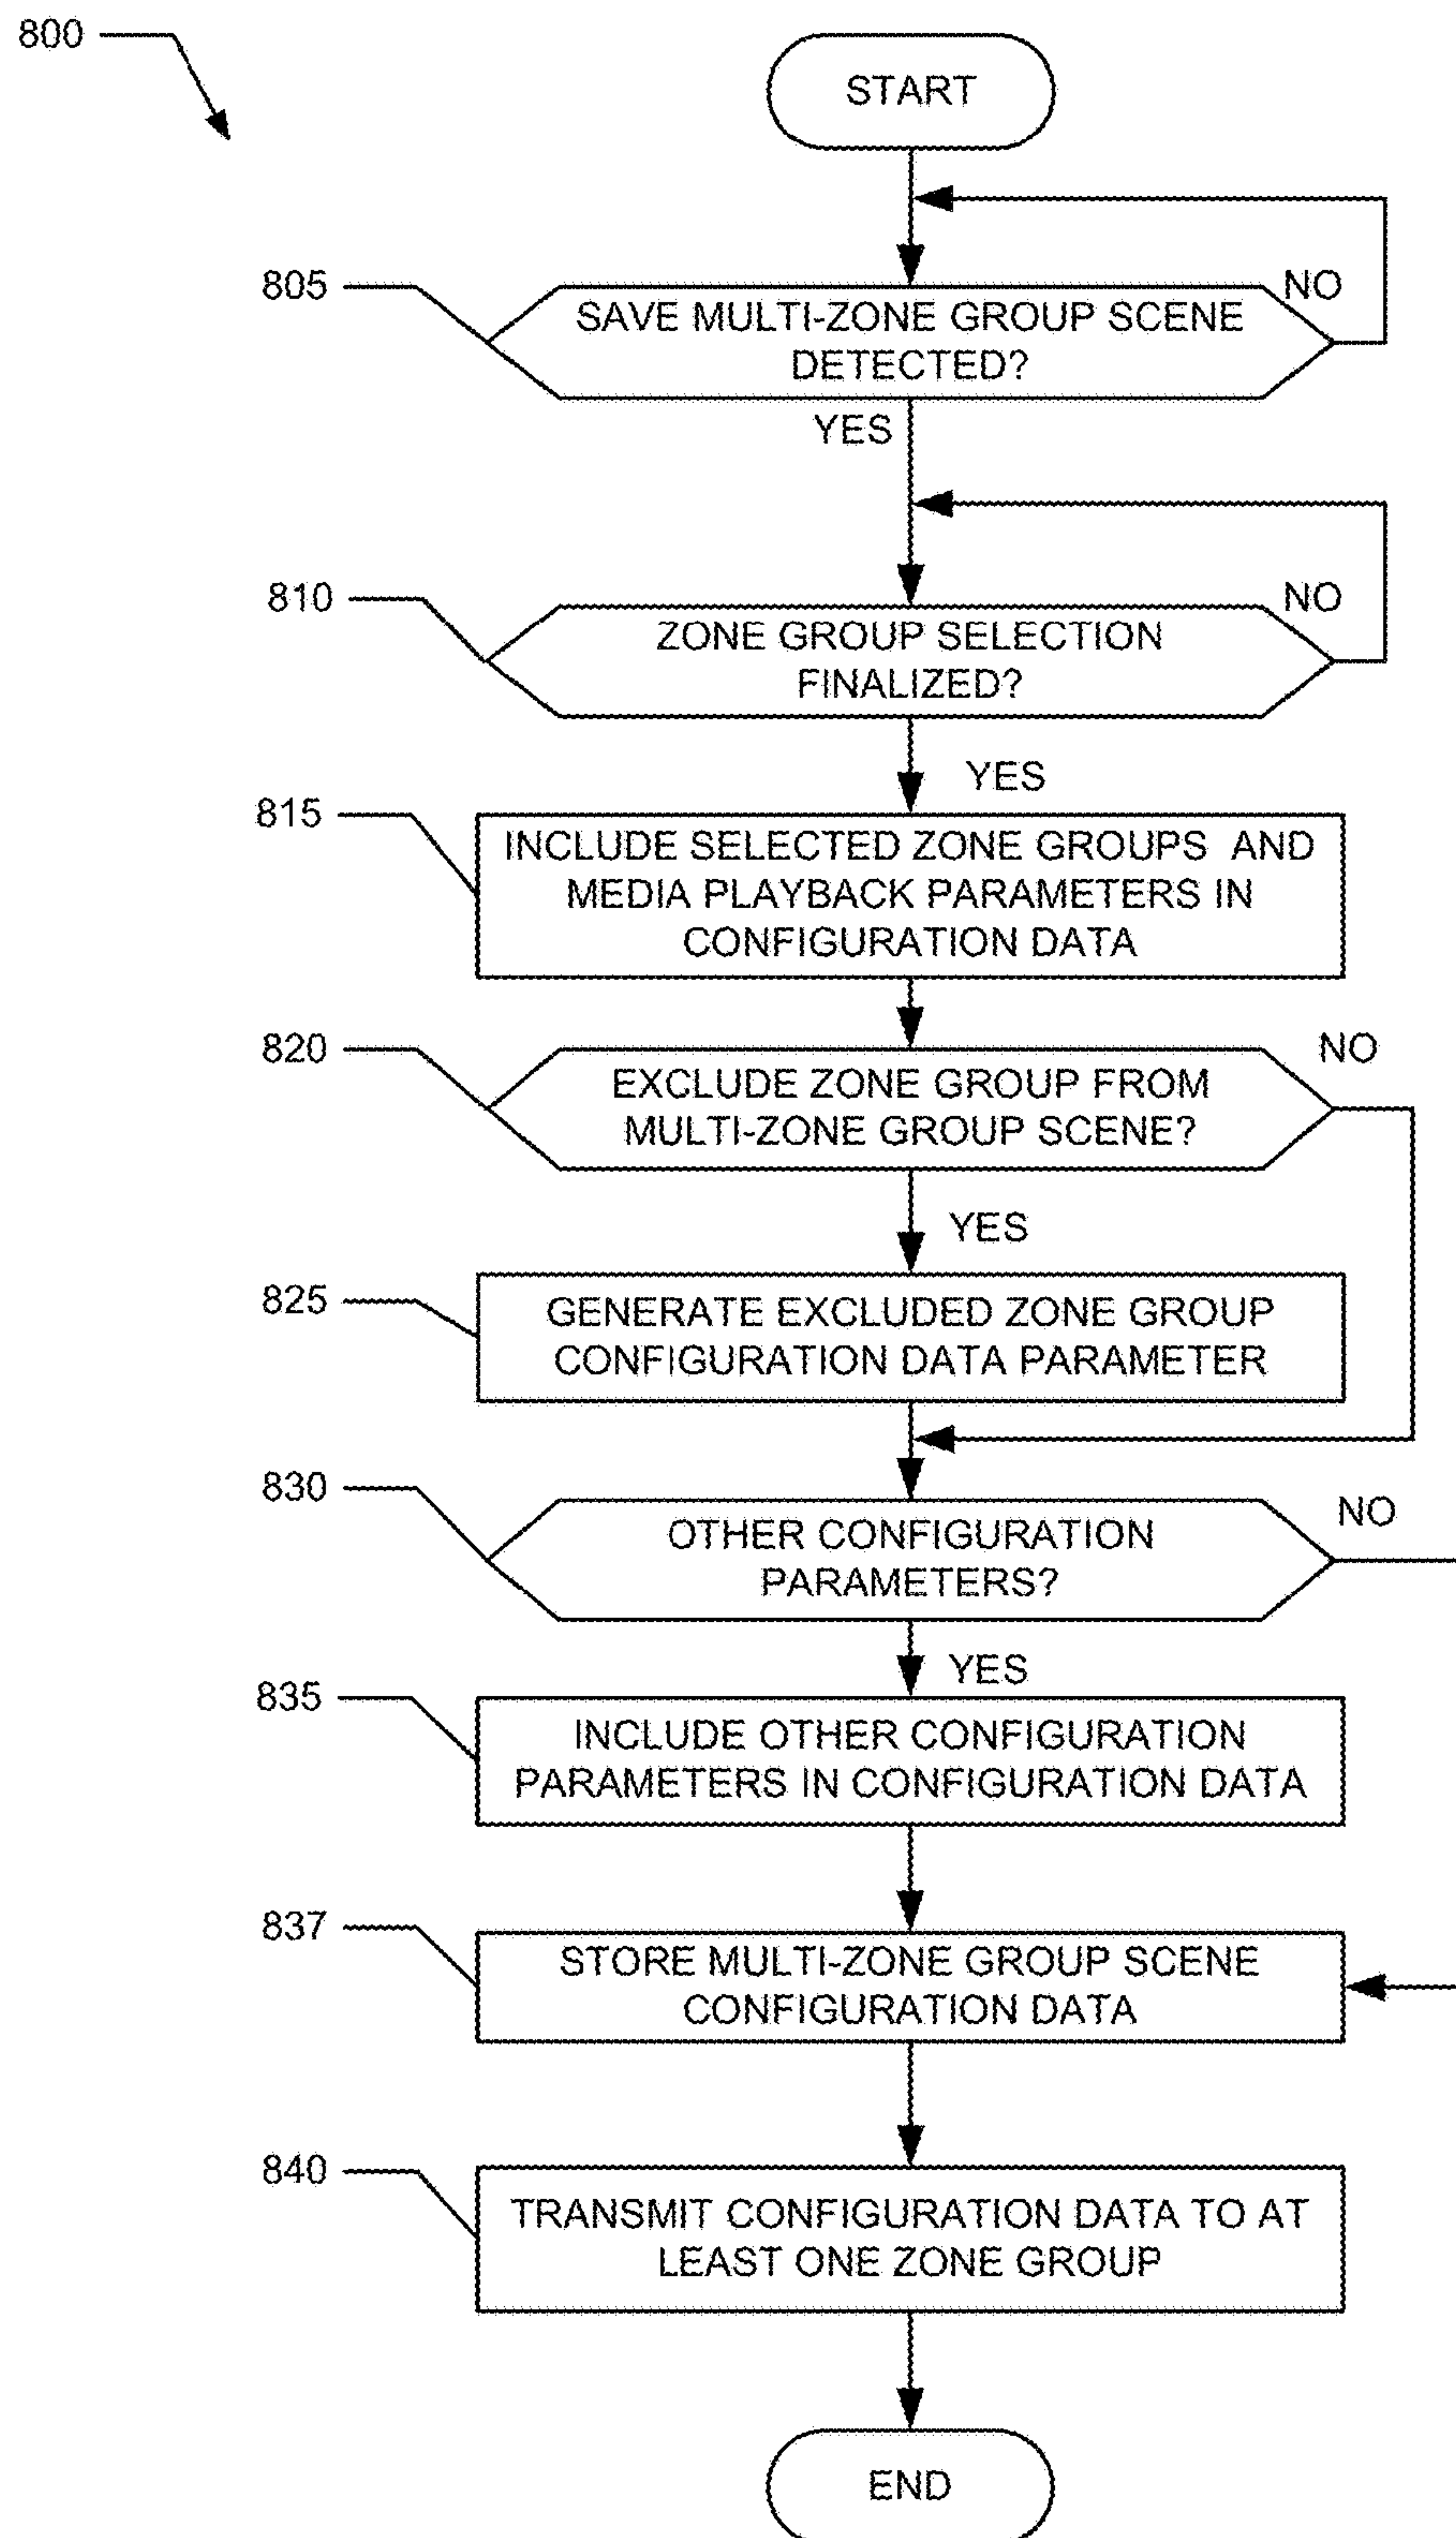 800
START
805
SAVE MULTI-ZONE GROUP SCENE
DETECTED?
NO
YES
810
ZONE GROUP SELECTION
FINALIZED?
NO
YES
815
INCLUDE SELECTED ZONE GROUPS AND
MEDIA PLAYBACK PARAMETERS IN
CONFIGURATION DATA
820
EXCLUDE ZONE GROUP FROM
MULTI-ZONE GROUP SCENE?
NO
YES
825
GENERATE EXCLUDED ZONE GROUP
CONFIGURATION DATA PARAMETER
830
OTHER CONFIGURATION
PARAMETERS?
NO
YES
835
INCLUDE OTHER CONFIGURATION
PARAMETERS IN CONFIGURATION DATA
837
STORE MULTI-ZONE GROUP SCENE
CONFIGURATION DATA
840
TRANSMIT CONFIGURATION DATA TO AT
LEAST ONE ZONE GROUP
END